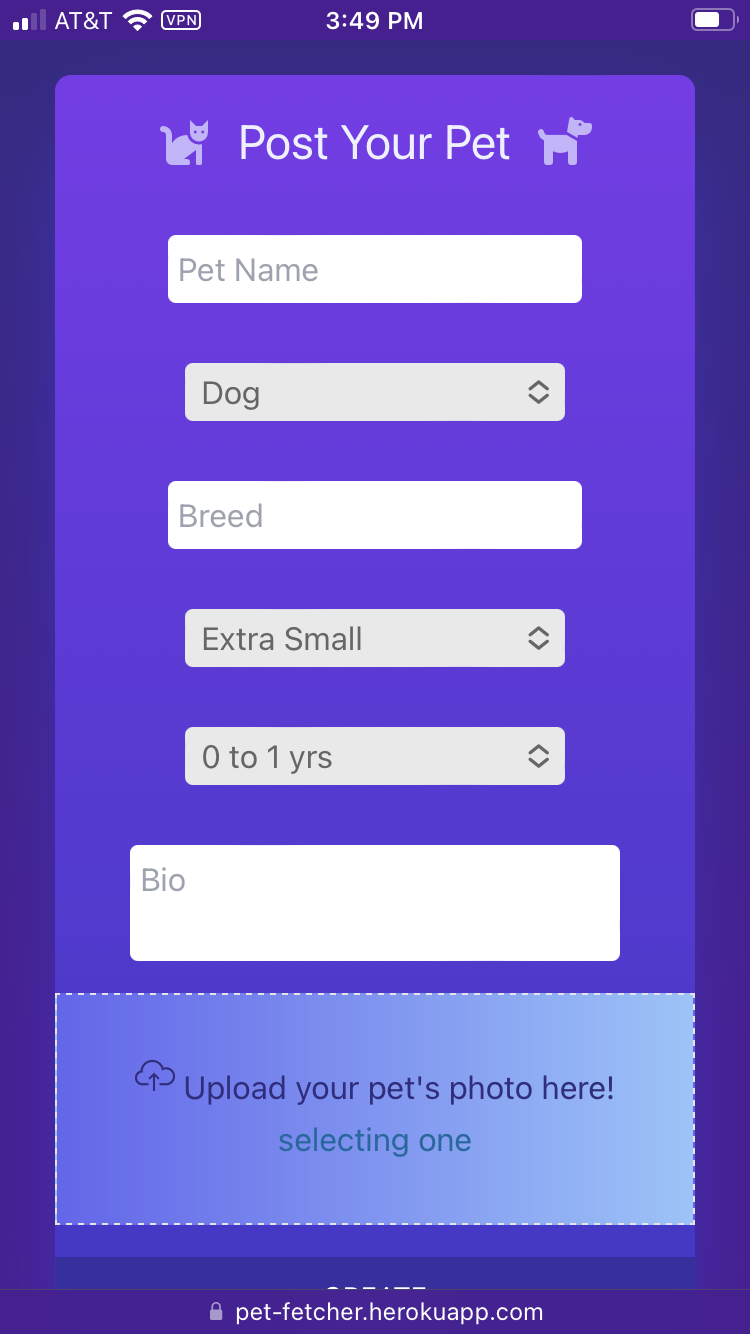 AT&T VPN 3:49 PM
Post Your Pet
Pet Name
Dog
Breed
Extra Small
0 to 1 yrs
Bio
Upload your pet's photo here!
selecting one
CREATE
pet-fetcher.herokuapp.com